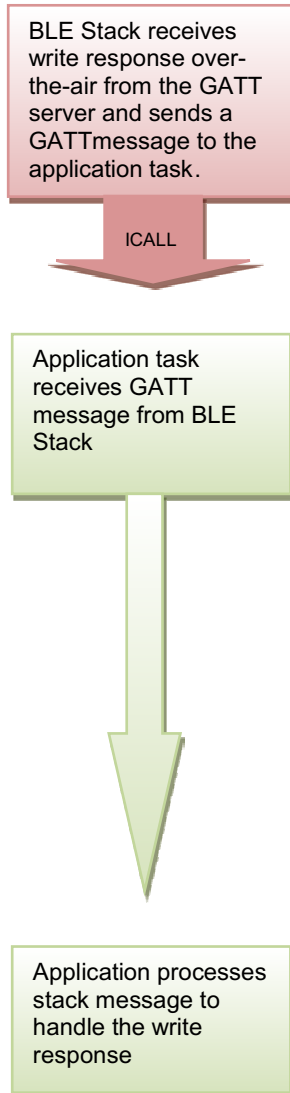 BLE Stack receives
write response over-
the-air from the GATT
server and sends a
GATTmessage to the
application task.
ICALL
Application task
receives GATT
message from BLE
Stack
Application processes
stack message to
handle the write
response